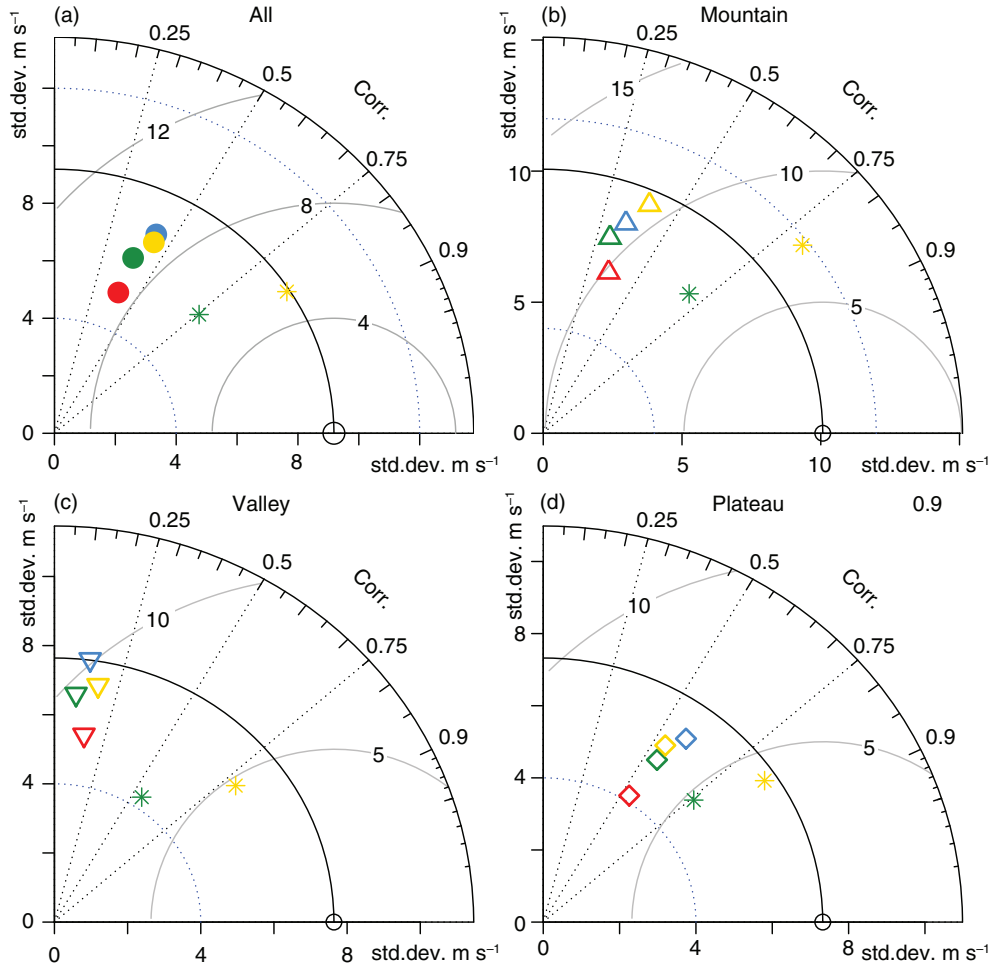 (a) All
std.dev. m s⁻¹
0.25
0.5
Corr.
0.75
0.9
12
8
4
8
4
0
0 4 8
std.dev. m s⁻¹
(b) Mountain
std.dev. m s⁻¹
0.25
0.5
Corr.
0.75
0.9
15
10
5
10
5
0
0 5 10
std.dev. m s⁻¹
(c) Valley
std.dev. m s⁻¹
0.25
0.5
Corr.
0.75
0.9
10
5
8
4
0
0 4 8
std.dev. m s⁻¹
(d) Plateau 0.9
std.dev. m s⁻¹
0.25
0.5
Corr.
0.75
0.9
10
5
8
4
0
0 4 8
std.dev. m s⁻¹